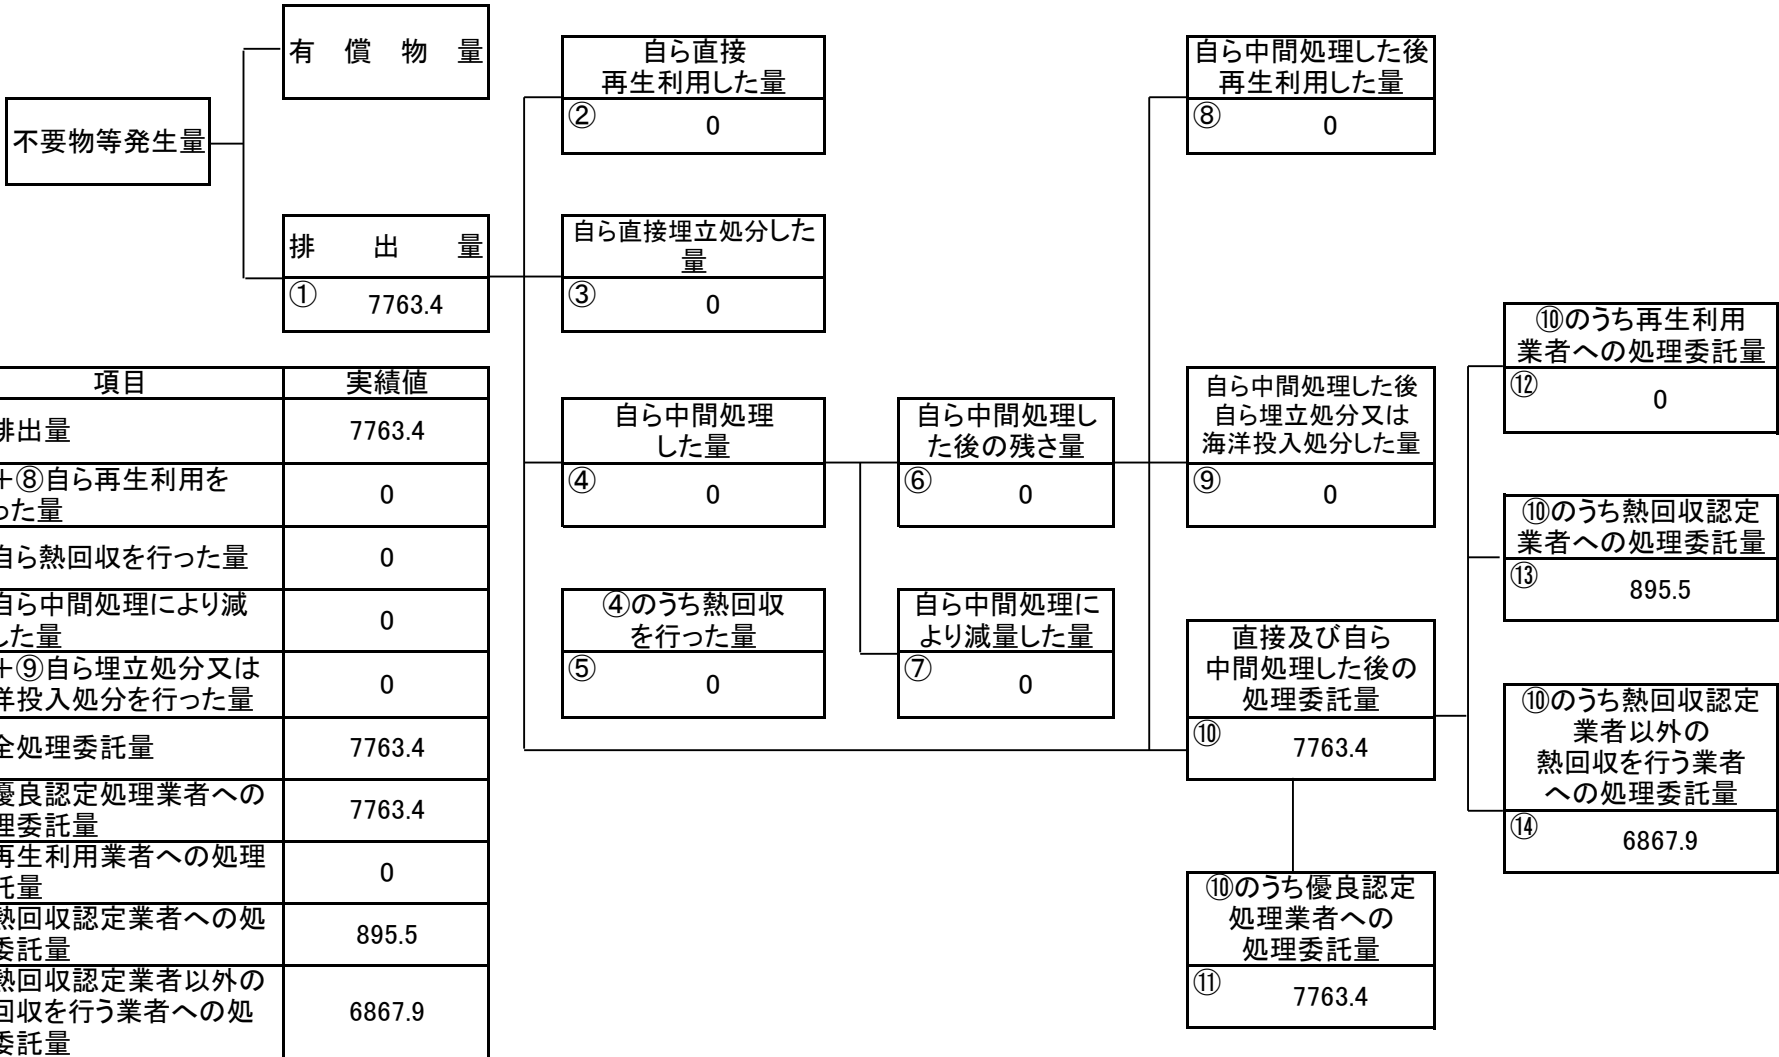 有償物量
不要物等発生量
排出量
①
7763.4
自ら直接
再生利用した量
②
0
自ら直接埋立処分した
量
③
0
自ら中間処理
した量
④
0
④のうち熱回収
を行った量
⑤
0
自ら中間処理し
た後の残さ量
⑥
0
自ら中間処理に
より減量した量
⑦
0
自ら中間処理した後
再生利用した量
⑧
0
自ら中間処理した後
自ら埋立処分又は
海洋投入処分した量
⑨
0
直接及び自ら
中間処理した後の
処理委託量
⑩
7763.4
⑩のうち優良認定
処理業者への
処理委託量
⑪
7763.4
⑩のうち再生利用
業者への処理委託量
⑫
0
⑩のうち熱回収認定
業者への処理委託量
⑬
895.5
⑩のうち熱回収認定
業者以外の
熱回収を行う業者
への処理委託量
⑭
6867.9
項目 実績値
排出量
7763.4
+⑧自ら再生利用を
った量
0
自ら熱回収を行った量
0
自ら中間処理により減
した量
0
+⑨自ら埋立処分又は
洋投入処分を行った量
0
全処理委託量
7763.4
優良認定処理業者への
理委託量
7763.4
再生利用業者への処理
託量
0
熱回収認定業者への処
委託量
895.5
熱回収認定業者以外の
回収を行う業者への処
委託量
6867.9